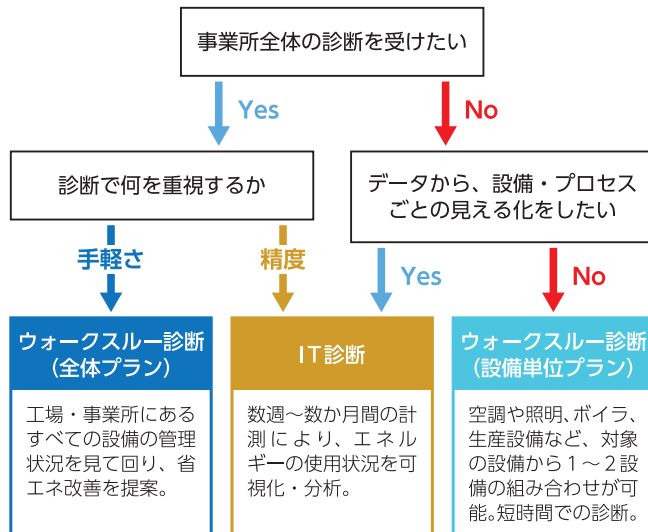 事業所全体の診断を受けたい
Yes
No
診断で何を重視するか
データから、設備・プロセス
ごとの見える化をしたい
手軽さ
精度
Yes
No
ウォークスルー診断
(全体プラン)
工場・事業所にある
すべての設備の管理
状況を見て回り、省
エネ改善を提案。
IT診断
数週～数か月間の計
測により、エネル
ギーの使用状況を可
視化・分析。
ウォークスルー診断
(設備単位プラン)
空調や照明、ボイラ、
生産設備など、対象
の設備から1～2設
備の組み合わせが可
能。短時間での診断。